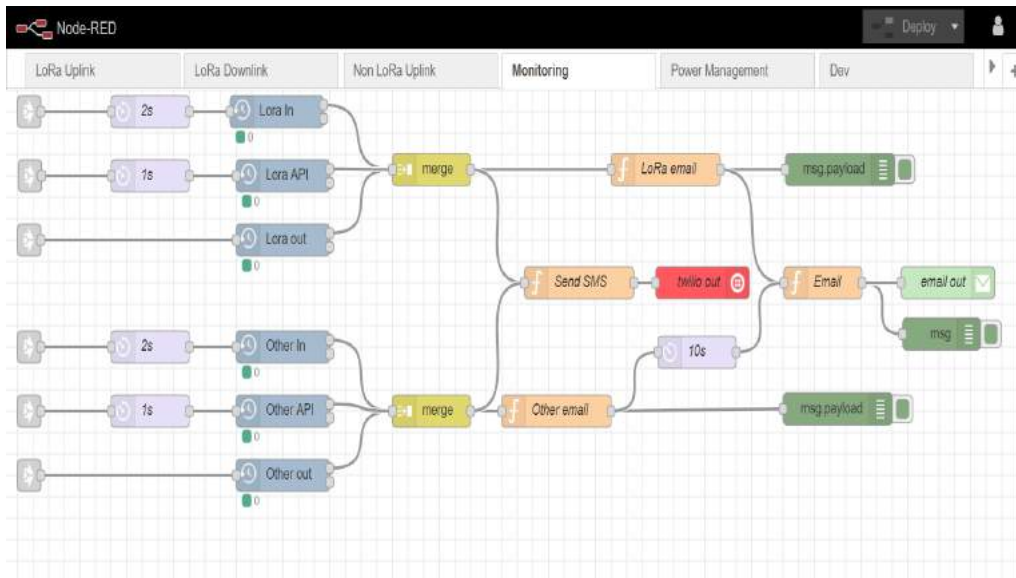 Node-RED
Deploy
LoRa Uplink
LoRa Downlink
Non LoRa Uplink
Monitoring
Power Management
Dev
2s
Lora In
0
1s
Lora API
merge
LoRa email
msg.payload
0
Lora out
0
Send SMS
twilio out
Email
email out
msg
2s
Other In
10s
0
1s
Other API
merge
Other email
msg.payload
0
Other out
0